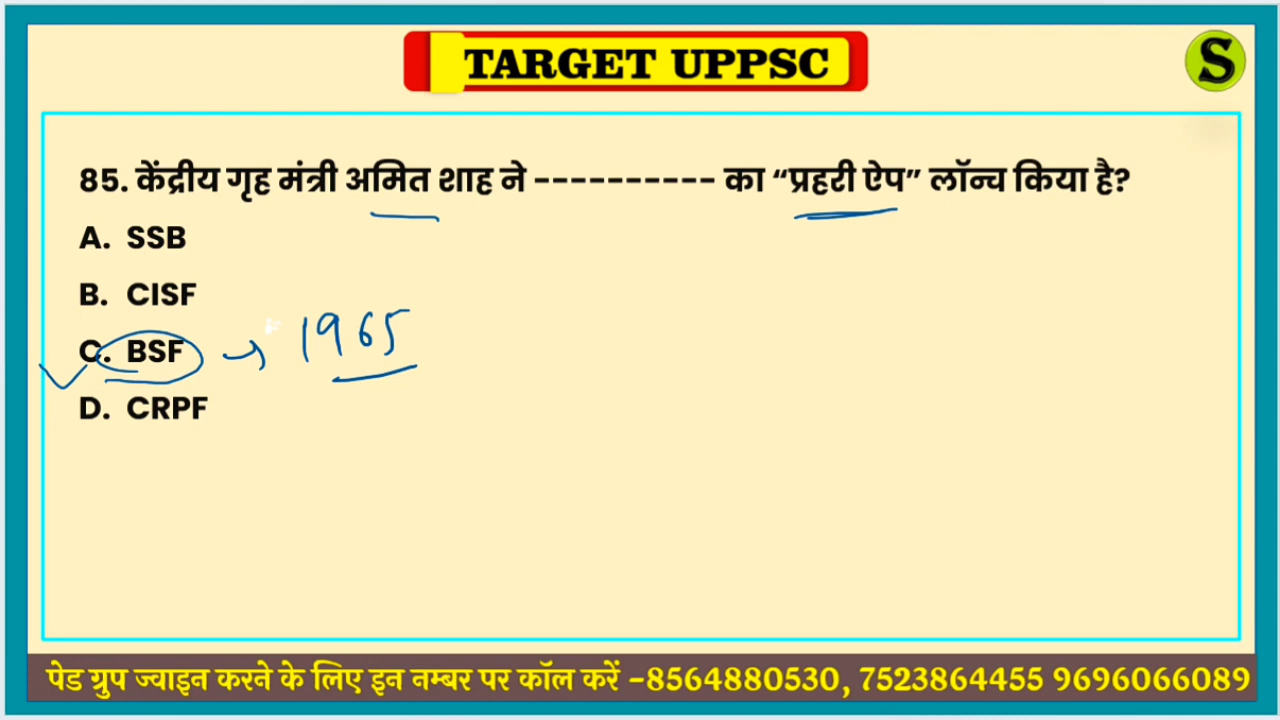 TARGET UPPSC
S
85. केंद्रीय गृह मंत्री अमित शाह ने ---------- का “प्रहरी ऐप” लॉन्च किया है?
A. SSB
B. CISF
C. BSF → 1965
D. CRPF
पेड ग्रुप ज्वाइन करने के लिए इन नम्बर पर कॉल करें -8564880530, 7523864455 9696066089